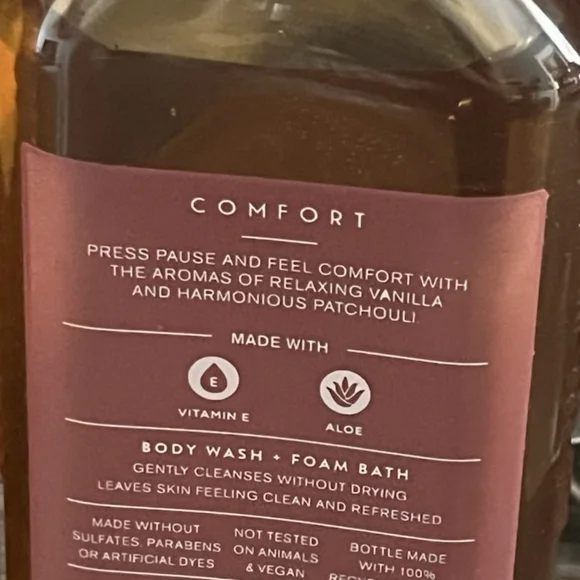 COMFORT
PRESS PAUSE AND FEEL COMFORT WITH
THE AROMAS OF RELAXING VANILLA
AND HARMONIOUS PATCHOULI
MADE WITH
E
VITAMIN E
ALOE
BODY WASH + FOAM BATH
GENTLY CLEANSES WITHOUT DRYING
LEAVES SKIN FEELING CLEAN AND REFRESHED
MADE WITHOUT
SULFATES, PARABENS
OR ARTIFICIAL DYES
NOT TESTED
ON ANIMALS
& VEGAN
BOTTLE MADE
WITH 100%